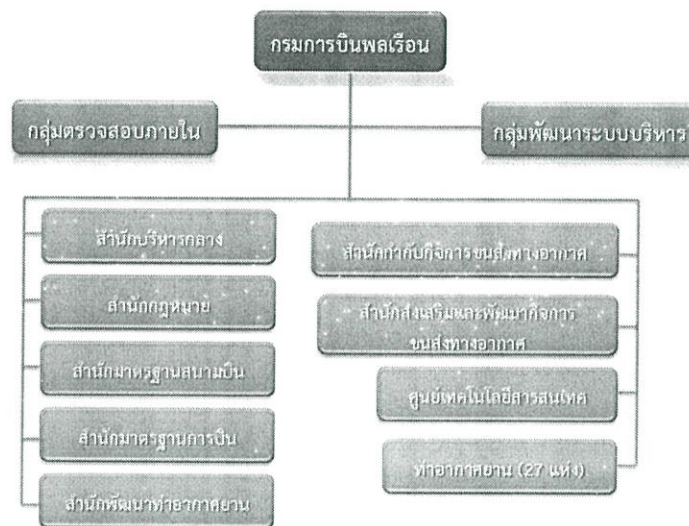 กรมการบินพลเรือน
กลุ่มตรวจสอบภายใน
กลุ่มพัฒนาระบบบริหาร
สำนักบริหารกลาง
สำนักกฎหมาย
สำนักมาตรฐานสนามบิน
สำนักมาตรฐานการบิน
สำนักพัฒนาท่าอากาศยาน
สำนักกำกับกิจการขนส่งทางอากาศ
สำนักส่งเสริมและพัฒนากิจการ
ขนส่งทางอากาศ
ศูนย์เทคโนโลยีสารสนเทศ
ท่าอากาศยาน (27 แห่ง)